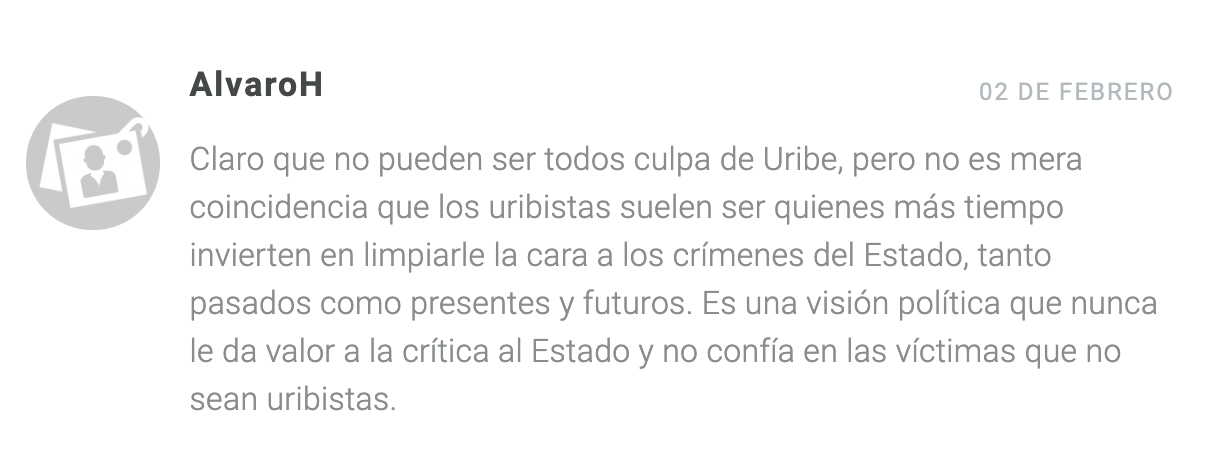 AlvaroH
02 DE FEBRERO
Claro que no pueden ser todos culpa de Uribe, pero no es mera
coincidencia que los uribistas suelen ser quienes más tiempo
invierten en limpiarle la cara a los crímenes del Estado, tanto
pasados como presentes y futuros. Es una visión política que nunca
le da valor a la crítica al Estado y no confía en las víctimas que no
sean uribistas.